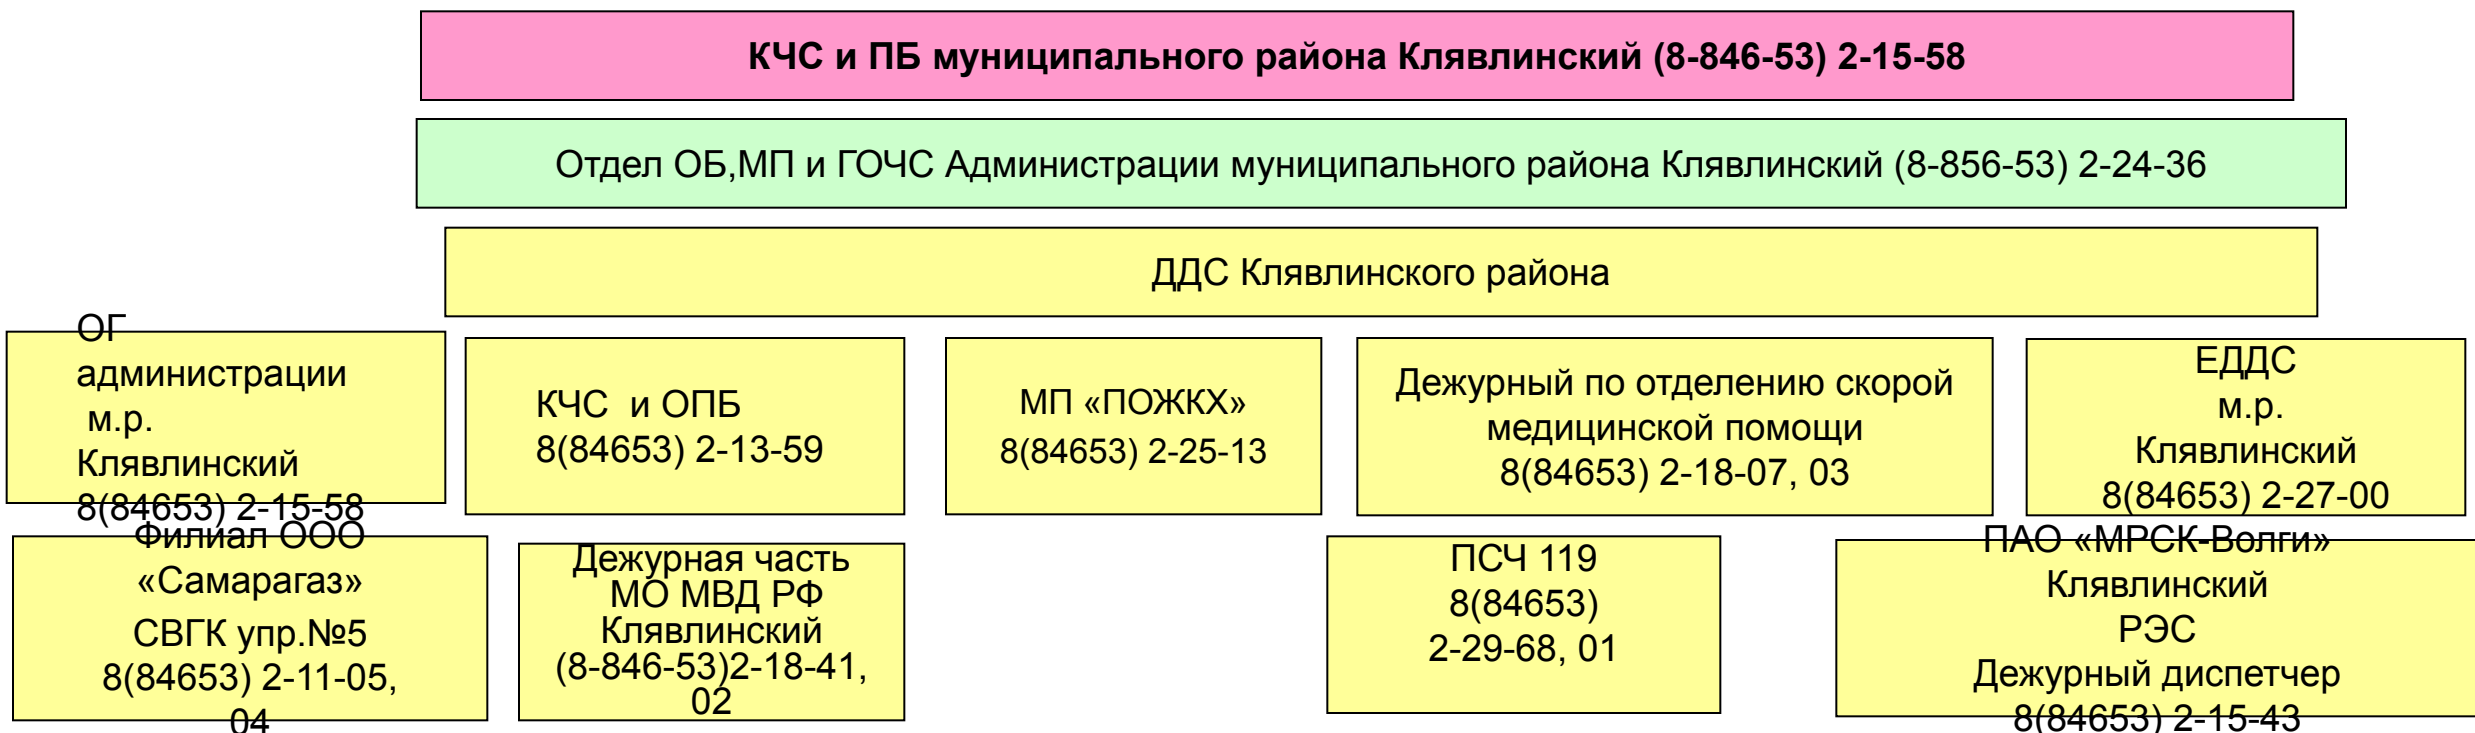 КЧС и ПБ муниципального района Клявлинский (8-846-53) 2-15-58
Отдел ОБ,МП и ГОЧС Администрации муниципального района Клявлинский (8-856-53) 2-24-36
ДДС Клявлинского района
ОГ
администрации
м.р.
Клявлинский
8(84653) 2-15-58
КЧС и ОПБ
8(84653) 2-13-59
МП «ПОЖКХ»
8(84653) 2-25-13
Дежурный по отделению скорой
медицинской помощи
8(84653) 2-18-07, 03
ЕДДС
м.р.
Клявлинский
8(84653) 2-27-00
Филиал ООО
«Самарагаз»
СВГК упр.№5
8(84653) 2-11-05,
04
Дежурная часть
МО МВД РФ
Клявлинский
(8-846-53)2-18-41,
02
ПСЧ 119
8(84653)
2-29-68, 01
ПАО «МРСК-Волги»
Клявлинский
РЭС
Дежурный диспетчер
8(84653) 2-15-43